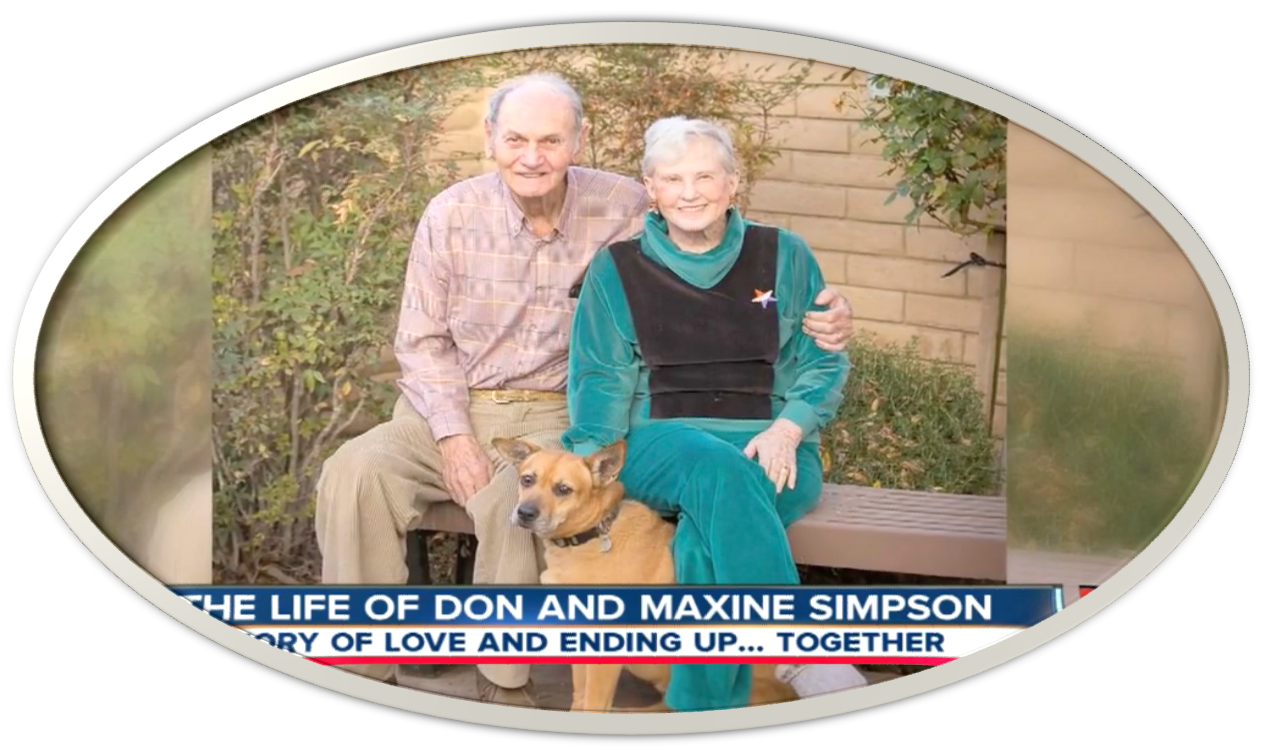 THE LIFE OF DON AND MAXINE SIMPSON
ORY OF LOVE AND ENDING UP... TOGETHER